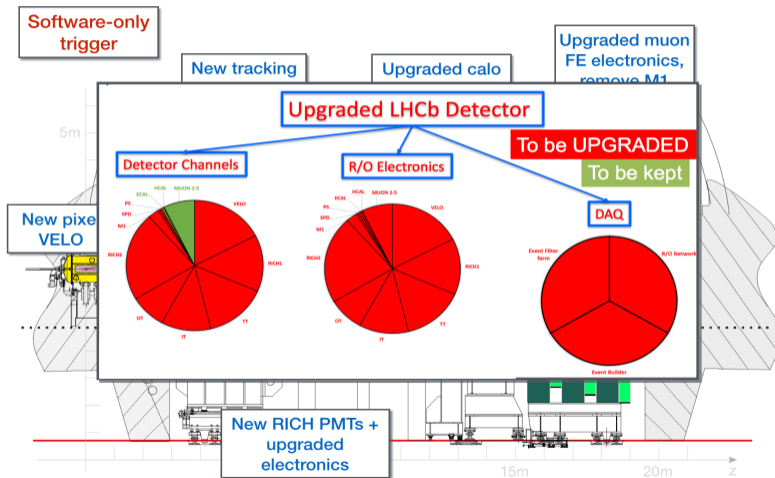 Software-only
trigger
New tracking
Upgraded calo
Upgraded muon
FE electronics,
remove M1
5m
Upgraded LHCb Detector
To be UPGRADED
To be kept
Detector Channels
R/O Electronics
DAQ
ECAL
HCAL
MUON 2-5
PS
SPD
M1
VELO
RICH2
RICH1
OT
IT
TT
HCAL
MUON 2-5
ECAL
PS
SPD
M1
VELO
RICH2
RICH1
OT
IT
TT
Event Filter
farm
R/O Network
Event Builder
New pixe
VELO
New RICH PMTs +
upgraded
electronics
15m
20m
z